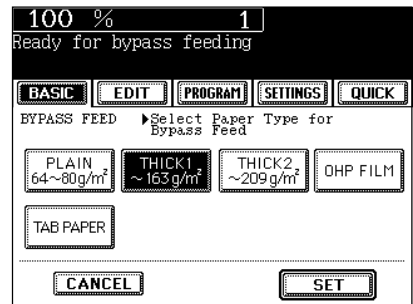 100 % 1
Ready for bypass feeding
BASIC EDIT PROGRAM SETTINGS QUICK
BYPASS FEED ▶Select Paper Type for
Bypass Feed
PLAIN THICK1 THICK2 OHP FILM
64~80g/m² ~163g/m² ~209g/m²
TAB PAPER
CANCEL SET